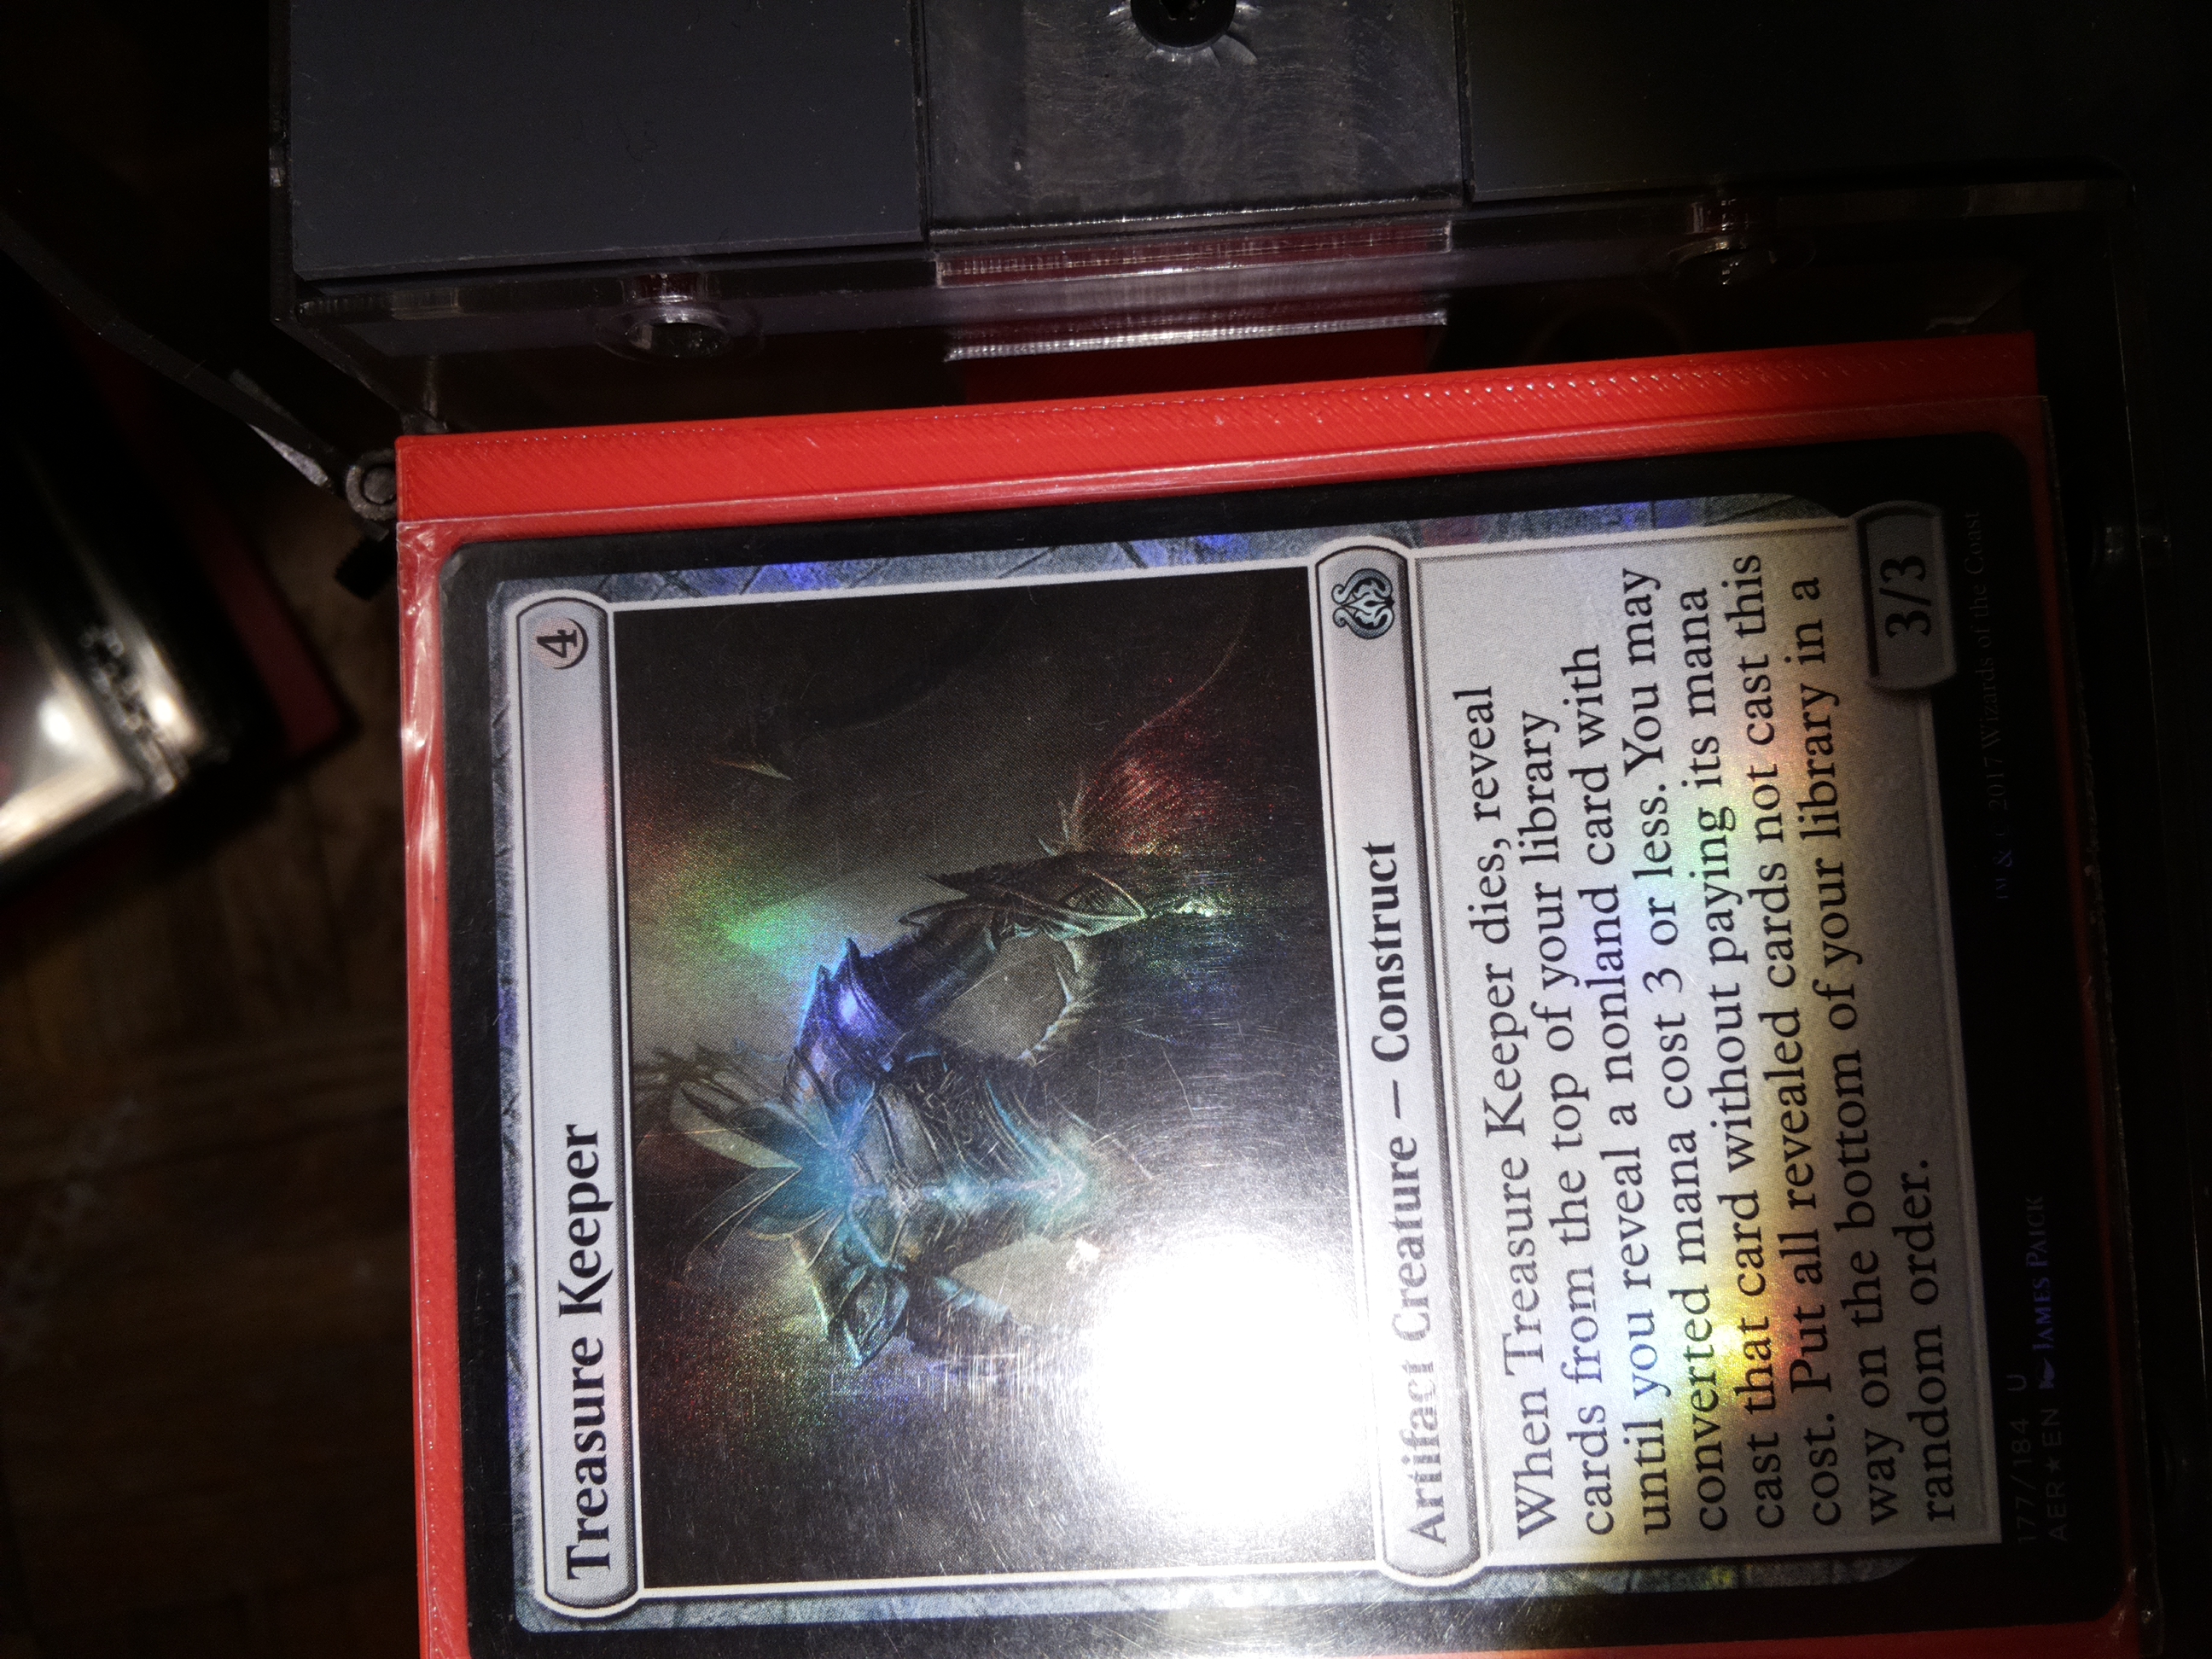 Treasure Keeper 4
Artifact Creature — Construct
When Treasure Keeper dies, reveal
cards from the top of your library
until you reveal a nonland card with
converted mana cost 3 or less. You may
cast that card without paying its mana
cost. Put all revealed cards not cast this
way on the bottom of your library in a
random order.
3/3
177/184 U
AER★EN JAMES PAICK
™ & © 2017 Wizards of the Coast